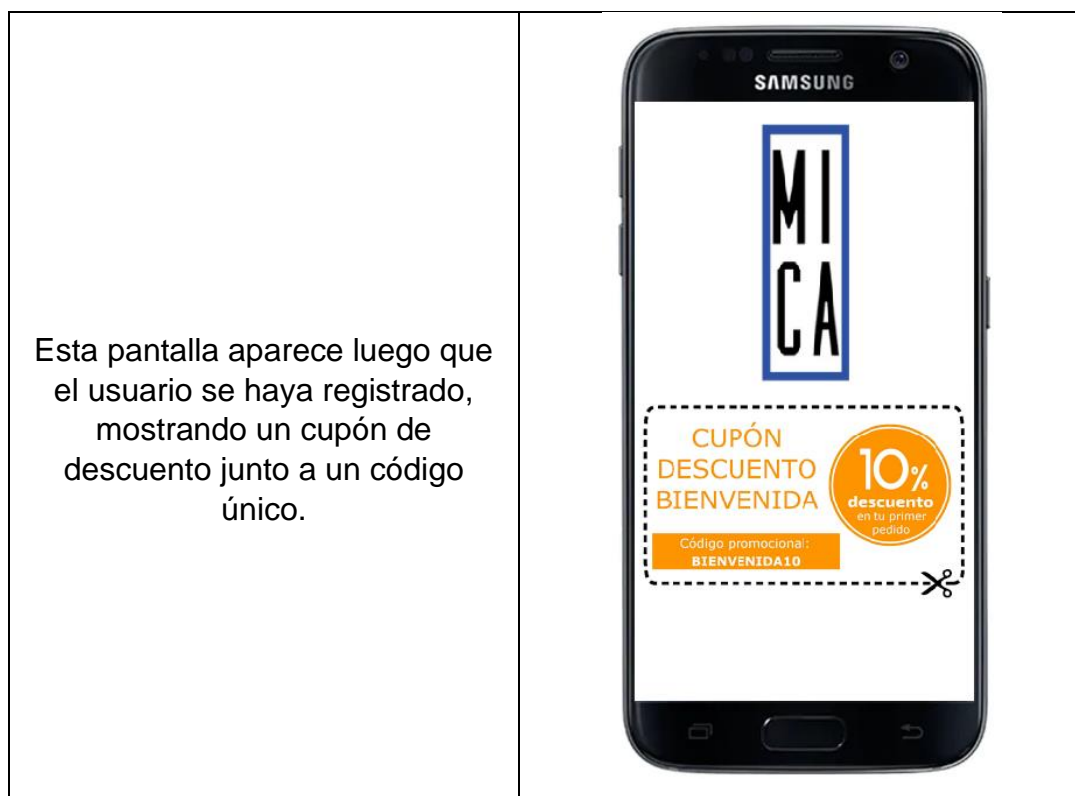 Esta pantalla aparece luego que
el usuario se haya registrado,
mostrando un cupón de
descuento junto a un código
único.
SAMSUNG
MI
CA
CUPÓN
DESCUENTO
BIENVENIDA
10%
descuento
en tu primer
pedido
Código promocional:
BIENVENIDA10